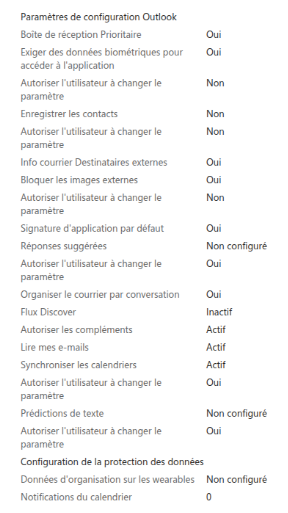 Paramètres de configuration Outlook
Boîte de réception Prioritaire Oui
Exiger des données biométriques pour Oui
accéder à l'application
Autoriser l'utilisateur à changer le Non
paramètre
Enregistrer les contacts Non
Autoriser l'utilisateur à changer le Non
paramètre
Info courrier Destinataires externes Oui
Bloquer les images externes Oui
Autoriser l'utilisateur à changer le Non
paramètre
Signature d'application par défaut Oui
Réponses suggérées Non configuré
Autoriser l'utilisateur à changer le Oui
paramètre
Organiser le courrier par conversation Oui
Flux Discover Inactif
Autoriser les compléments Actif
Lire mes e-mails Actif
Synchroniser les calendriers Actif
Autoriser l'utilisateur à changer le Oui
paramètre
Prédictions de texte Non configuré
Autoriser l'utilisateur à changer le Oui
paramètre
Configuration de la protection des données
Données d'organisation sur les wearables Non configuré
Notifications du calendrier 0